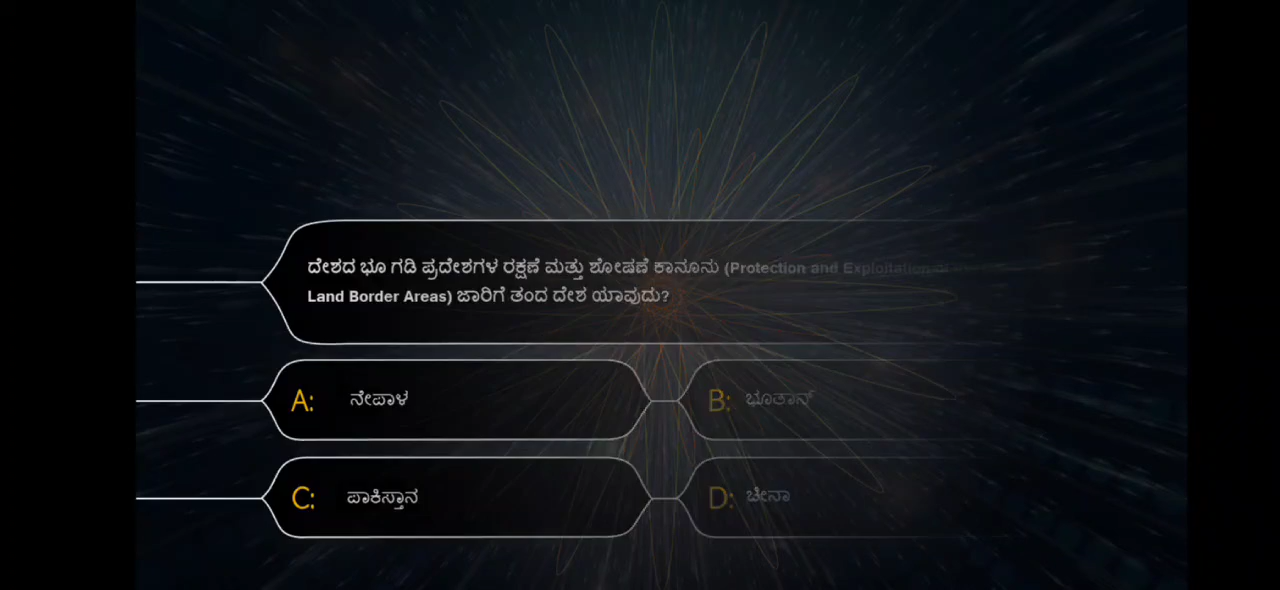 ದೇಶದ ಭೂ ಗಡಿ ಪ್ರದೇಶಗಳ ರಕ್ಷಣೆ ಮತ್ತು ಶೋಷಣೆ ಕಾನೂನು (Protection and Exploitation
Land Border Areas) ಜಾರಿಗೆ ತಂದ ದೇಶ ಯಾವುದು?
A: ನೇಪಾಳ
B: ಭೂತಾನ್
C: ಪಾಕಿಸ್ತಾನ
D: ಚೀನಾ